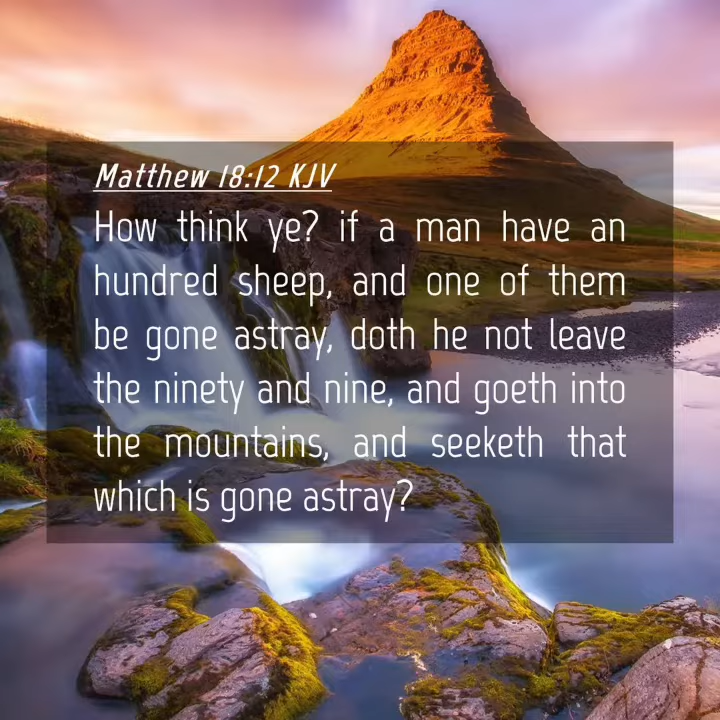 Matthew 18:12 KJV
How think ye? if a man have an
hundred sheep, and one of them
be gone astray, doth he not leave
the ninety and nine, and goeth into
the mountains, and seeketh that
which is gone astray?